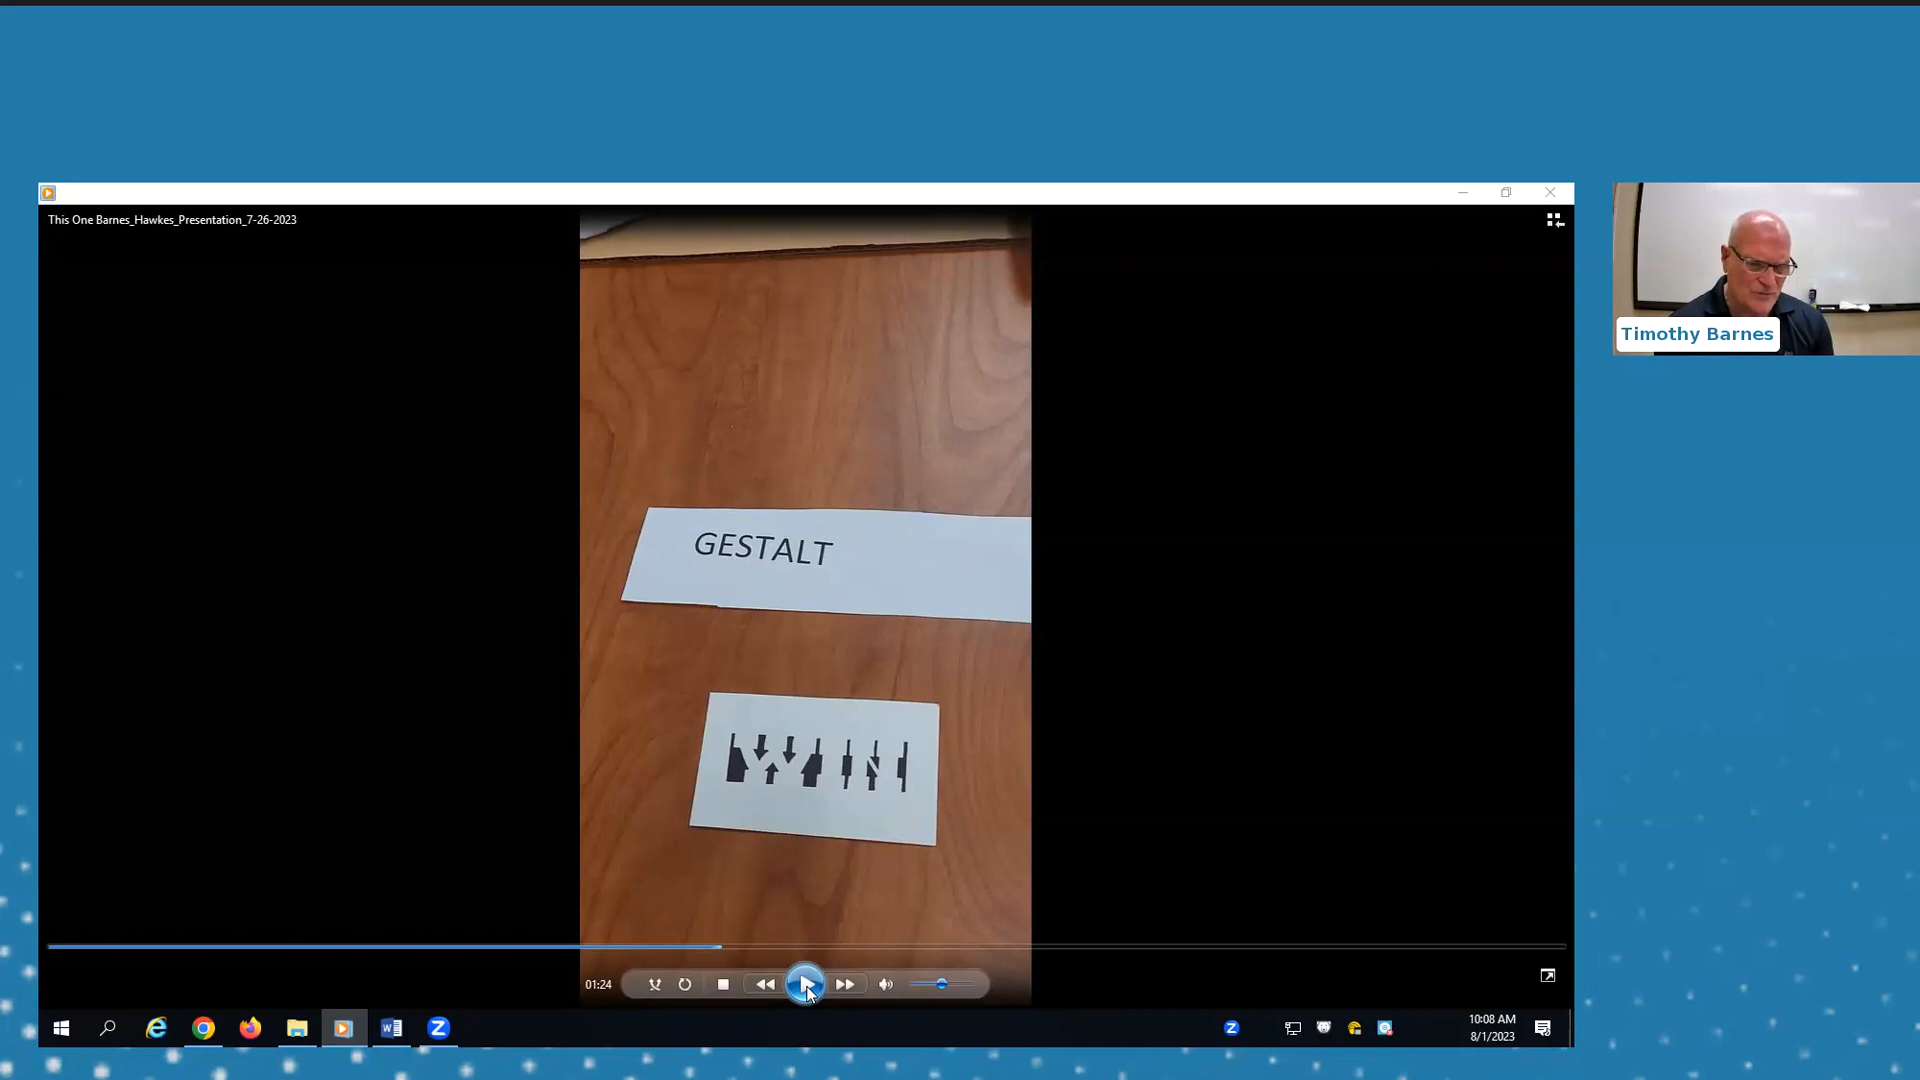 This One Barnes_Hawkes_Presentation_7-26-2023
Timothy Barnes
GESTALT
01:24
10:08 AM
8/1/2023